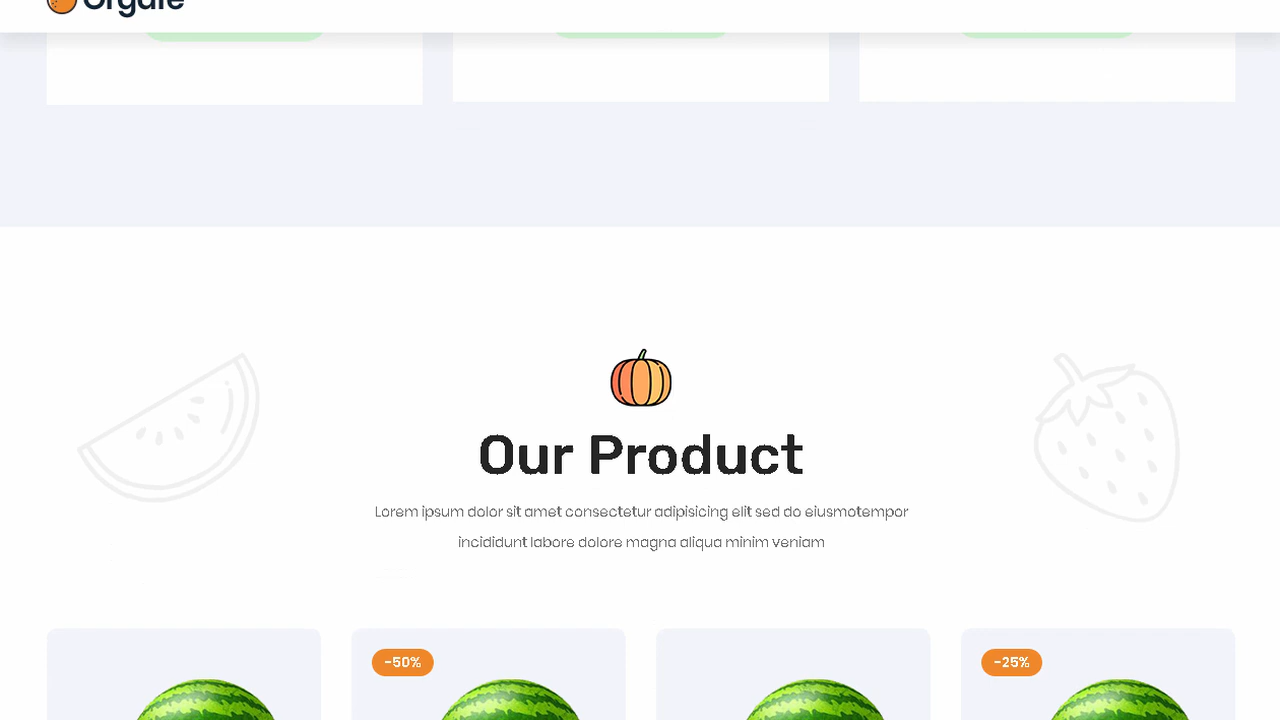 Orgafe
Our Product
Lorem ipsum dolor sit amet consectetur adipisicing elit sed do eiusmotempor
incididunt labore dolore magna aliqua minim veniam
-50%
-25%